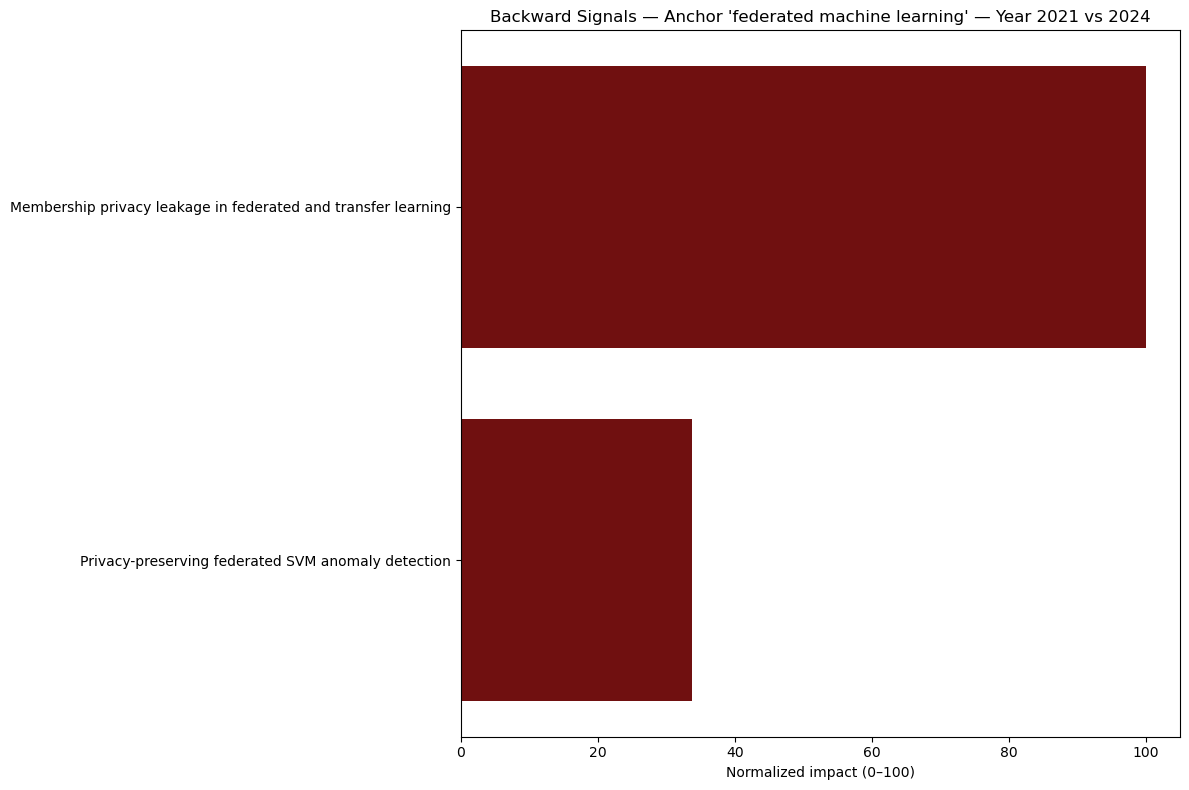 Backward Signals — Anchor 'federated machine learning' — Year 2021 vs 2024
Membership privacy leakage in federated and transfer learning
Privacy-preserving federated SVM anomaly detection
0 20 40 60 80 100
Normalized impact (0–100)